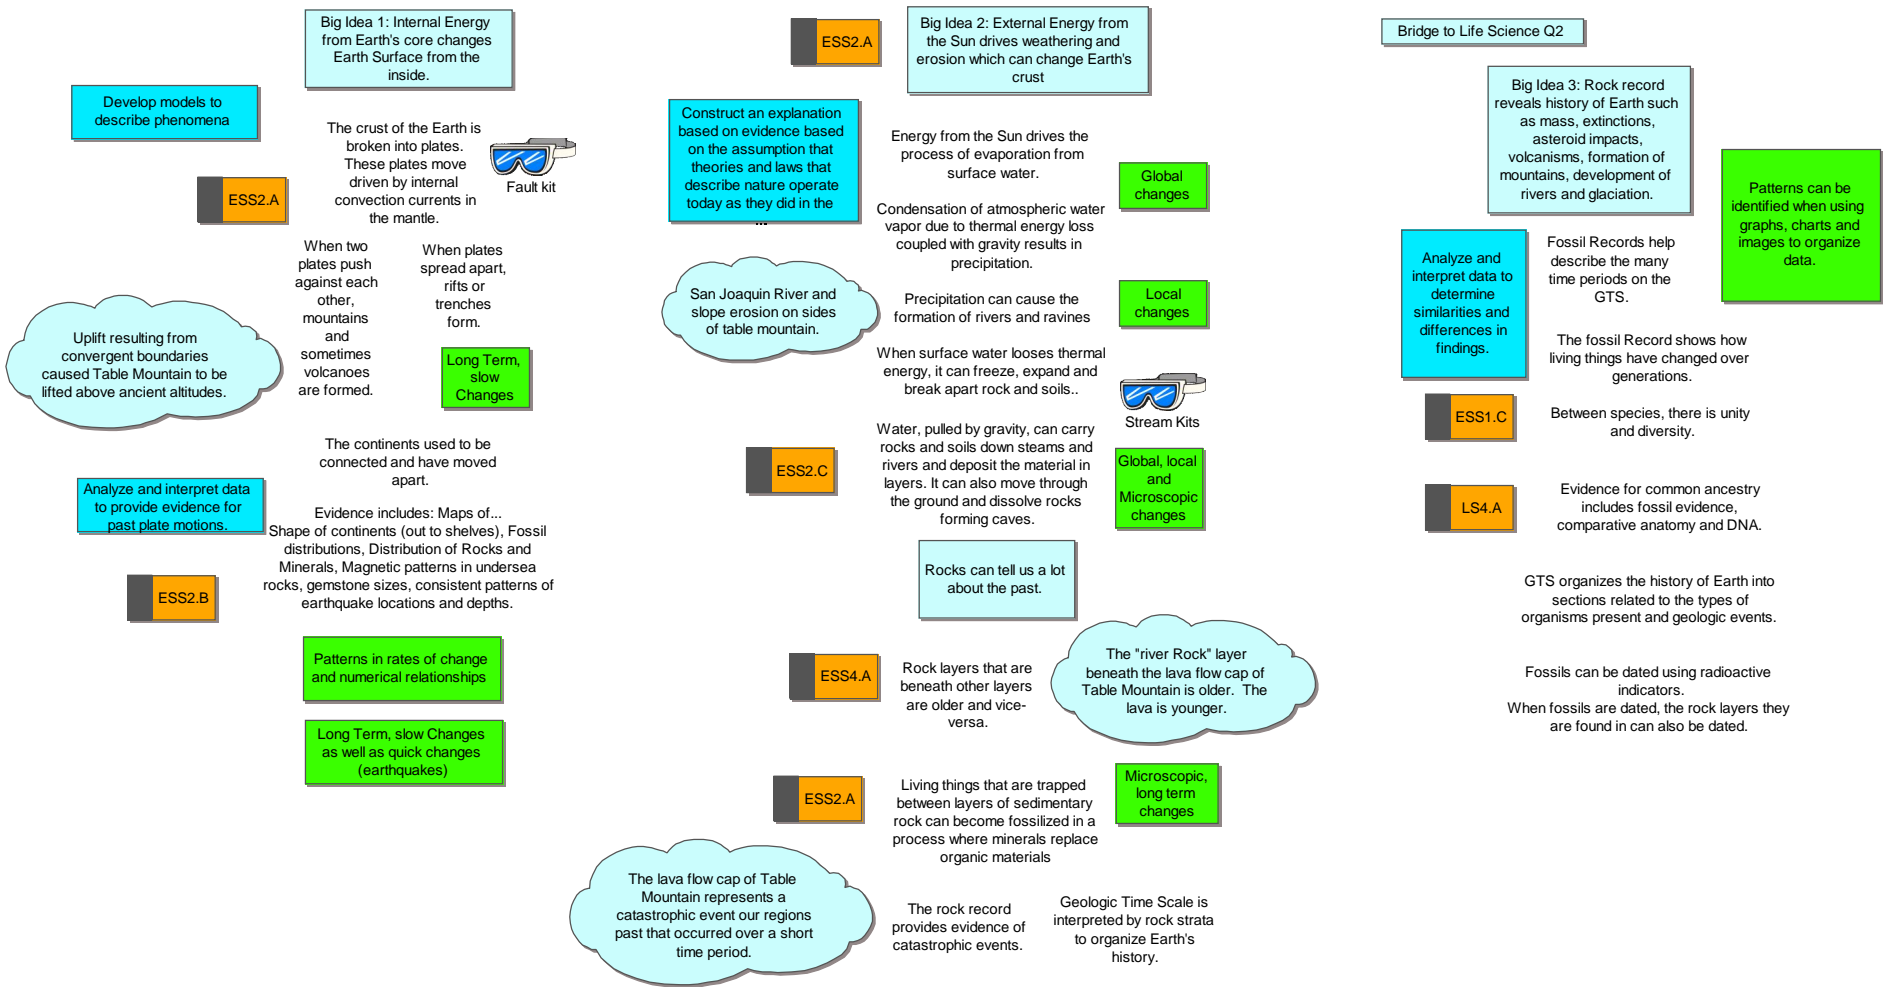 Big Idea 1: Internal Energy
from Earth's core changes
Earth Surface from the
inside.
Develop models to
describe phenomena
The crust of the Earth is
broken into plates.
These plates move
driven by internal
convection currents in
the mantle.
Fault kit
ESS2.A
When two
plates push
against each
other,
mountains
and
sometimes
volcanoes
are formed.
When plates
spread apart,
rifts or
trenches
form.
Uplift resulting from
convergent boundaries
caused Table Mountain to be
lifted above ancient altitudes.
Long Term,
slow
Changes
The continents used to be
connected and have moved
apart.
Analyze and interpret data
to provide evidence for
past plate motions.
Evidence includes: Maps of...
Shape of continents (out to shelves), Fossil
distributions, Distribution of Rocks and
Minerals, Magnetic patterns in undersea
rocks, gemstone sizes, consistent patterns of
earthquake locations and depths.
ESS2.B
Patterns in rates of change
and numerical relationships
Long Term, slow Changes
as well as quick changes
(earthquakes)
ESS2.A
Big Idea 2: External Energy from
the Sun drives weathering and
erosion which can change Earth's
crust
Construct an explanation
based on evidence based
on the assumption that
theories and laws that
describe nature operate
today as they did in the
...
Energy from the Sun drives the
process of evaporation from
surface water.
Global
changes
Condensation of atmospheric water
vapor due to thermal energy loss
coupled with gravity results in
precipitation.
San Joaquin River and
slope erosion on sides
of table mountain.
Precipitation can cause the
formation of rivers and ravines
Local
changes
When surface water looses thermal
energy, it can freeze, expand and
break apart rock and soils..
Stream Kits
Water, pulled by gravity, can carry
rocks and soils down steams and
rivers and deposit the material in
layers. It can also move through
the ground and dissolve rocks
forming caves.
ESS2.C
Global, local
and
Microscopic
changes
Rocks can tell us a lot
about the past.
ESS4.A
Rock layers that are
beneath other layers
are older and vice-
versa.
The "river Rock" layer
beneath the lava flow cap of
Table Mountain is older.  The
lava is younger.
ESS2.A
Living things that are trapped
between layers of sedimentary
rock can become fossilized in a
process where minerals replace
organic materials
Microscopic,
long term
changes
The lava flow cap of Table
Mountain represents a
catastrophic event our regions
past that occurred over a short
time period.
The rock record
provides evidence of
catastrophic events.
Geologic Time Scale is
interpreted by rock strata
to organize Earth's
history.
Bridge to Life Science Q2
Big Idea 3: Rock record
reveals history of Earth such
as mass, extinctions,
asteroid impacts,
volcanisms, formation of
mountains, development of
rivers and glaciation.
Patterns can be
identified when using
graphs, charts and
images to organize
data.
Analyze and
interpret data to
determine
similarities and
differences in
findings.
Fossil Records help
describe the many
time periods on the
GTS.
The fossil Record shows how
living things have changed over
generations.
ESS1.C
Between species, there is unity
and diversity.
LS4.A
Evidence for common ancestry
includes fossil evidence,
comparative anatomy and DNA.
GTS organizes the history of Earth into
sections related to the types of
organisms present and geologic events.
Fossils can be dated using radioactive
indicators.
When fossils are dated, the rock layers they
are found in can also be dated.